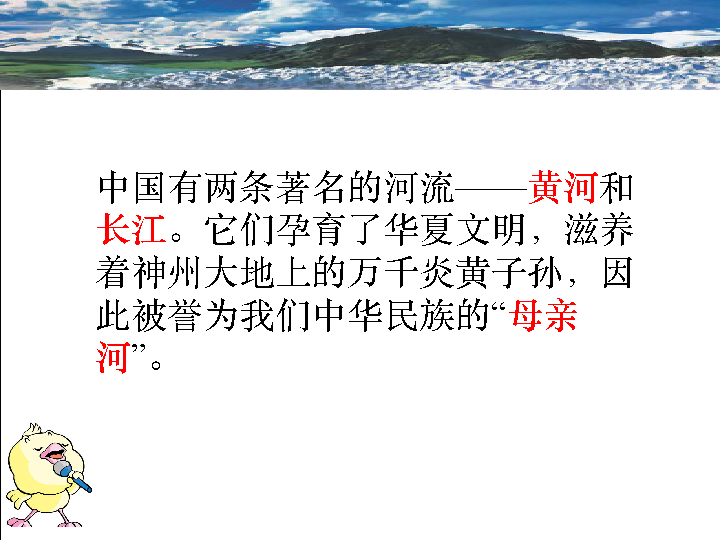 中国有两条著名的河流——黄河和
长江。它们孕育了华夏文明，滋养
着神州大地上的万千炎黄子孙，因
此被誉为我们中华民族的“母亲
河”。